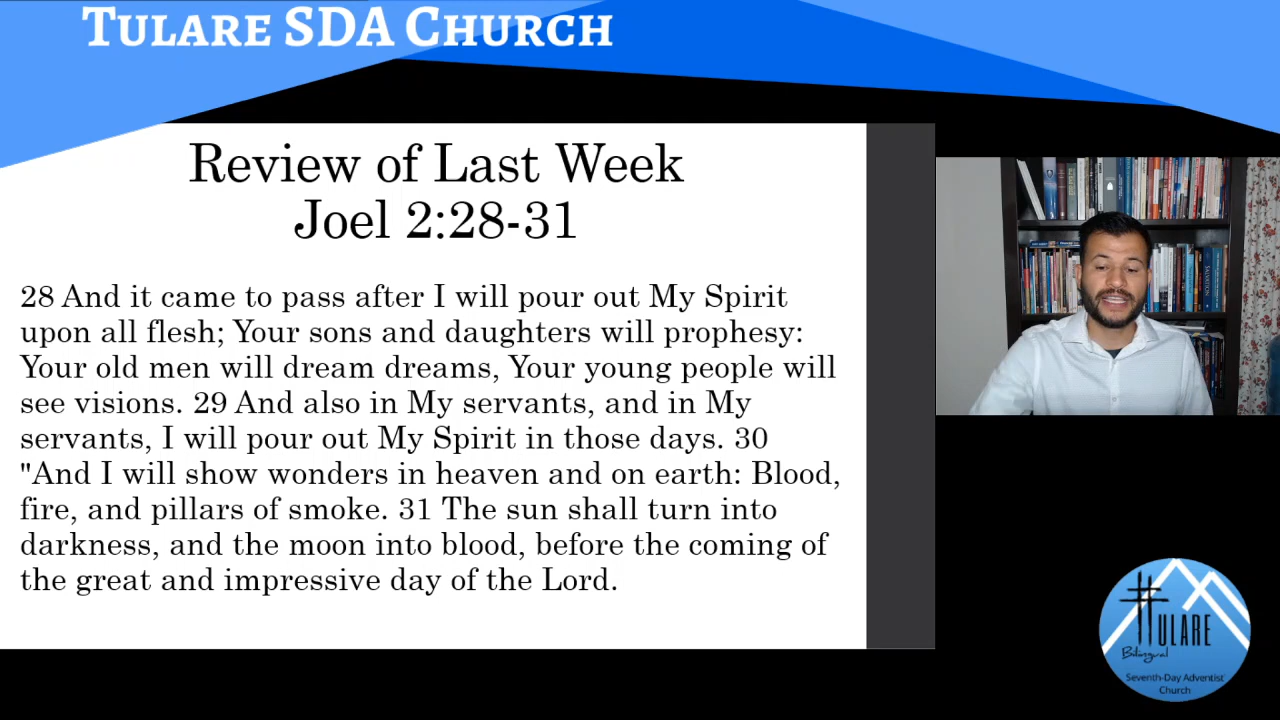 TULARE SDA CHURCH
Review of Last Week
Joel 2:28-31
28 And it came to pass after I will pour out My Spirit
upon all flesh; Your sons and daughters will prophesy:
Your old men will dream dreams, Your young people will
see visions. 29 And also in My servants, and in My
servants, I will pour out My Spirit in those days. 30
"And I will show wonders in heaven and on earth: Blood,
fire, and pillars of smoke. 31 The sun shall turn into
darkness, and the moon into blood, before the coming of
the great and impressive day of the Lord.
SALVATION
TULARE
Bilingual
Seventh-Day Adventist
Church